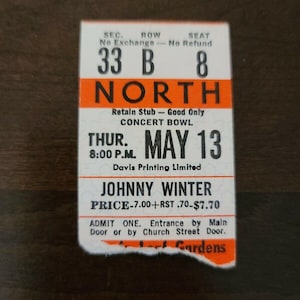 SEC. ROW SEAT
No Exchange — No Refund
33 B 8
NORTH
Retain Stub — Good Only
CONCERT BOWL
THUR. MAY 13
8:00 P.M.
Davis Printing Limited
JOHNNY WINTER
PRICE-7.00+RST .70-$7.70
ADMIT ONE. Entrance by Main
Door or by Church Street Door.
Gardens